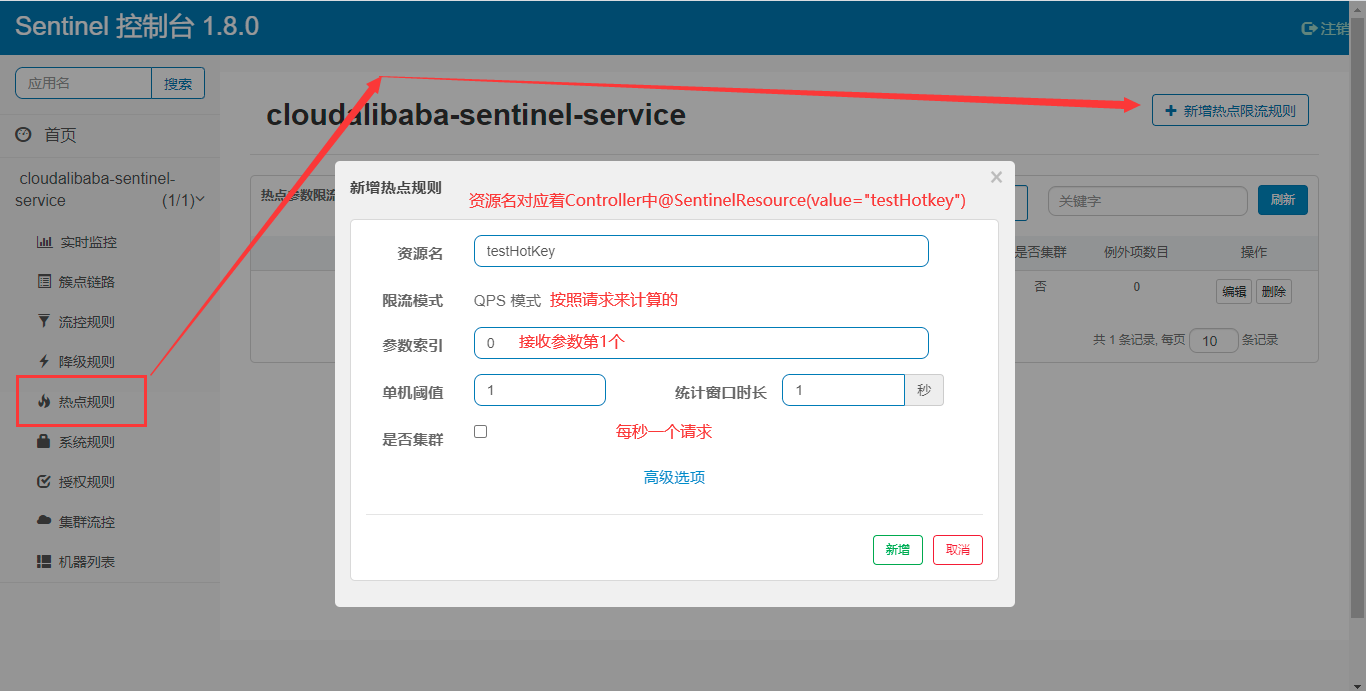 Sentinel 控制台 1.8.0
注销
应用名
搜索
首页
cloudalibaba-sentinel-service
(1/1)
实时监控
簇点链路
流控规则
降级规则
热点规则
系统规则
授权规则
集群流控
机器列表
cloudalibaba-sentinel-service
新增热点限流规则
热点参数限流
关键字
刷新
是否集群 例外项数目 操作
否 0 编辑 删除
共 1 条记录, 每页 10 条记录
新增热点规则
资源名对应着Controller中@SentinelResource(value="testHotkey")
资源名 testHotKey
限流模式 QPS 模式 按照请求来计算的
参数索引 0 接收参数第1个
单机阈值 1 统计窗口时长 1 秒
是否集群 每秒一个请求
高级选项
新增 取消